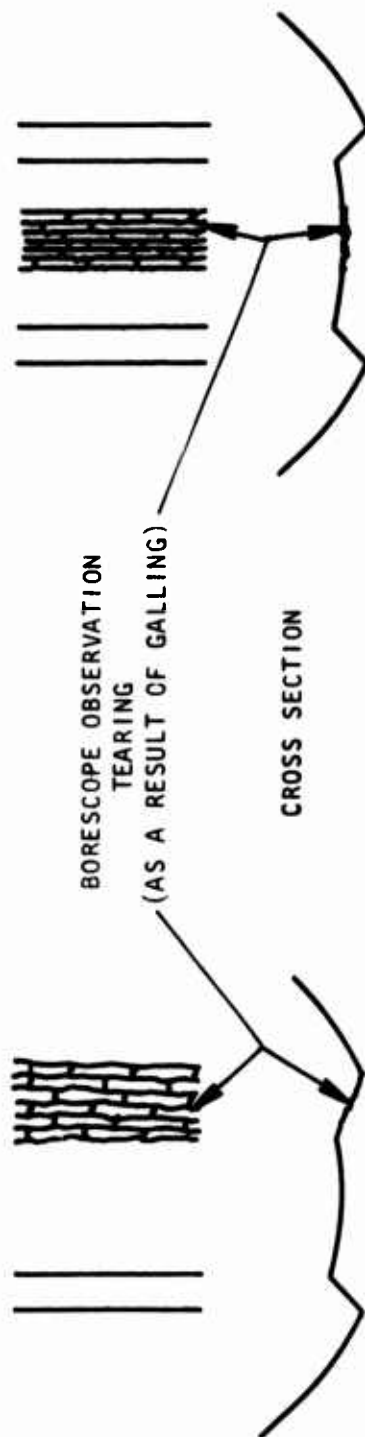 BORESCOPE OBSERVATION
TEARING
(AS A RESULT OF GALLING)
CROSS SECTION